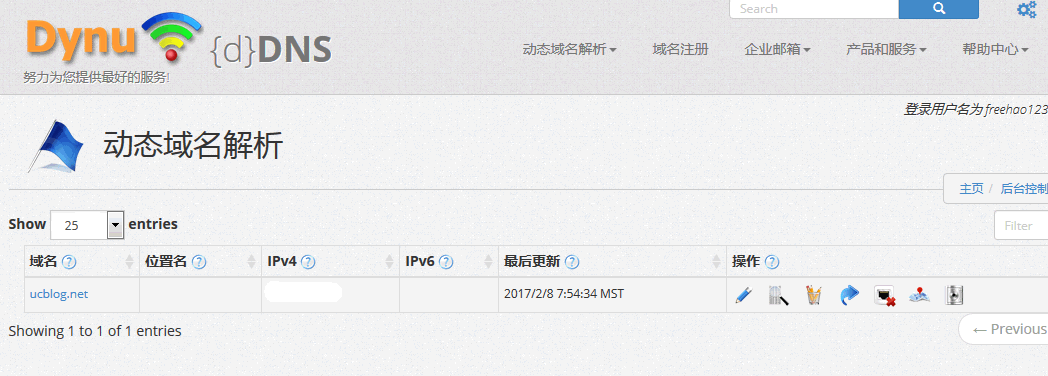 Search
Dynu {d}DNS
努力为您提供最好的服务!
动态域名解析 域名注册 企业邮箱 产品和服务 帮助中心
登录用户名为 freehao123
动态域名解析
主页 / 后台控制
Show 25 entries
Filter
域名 ? 位置名 ? IPv4 ? IPv6 ? 最后更新 ? 操作 ?
ucblog.net 2017/2/8 7:54:34 MST
Showing 1 to 1 of 1 entries
← Previous